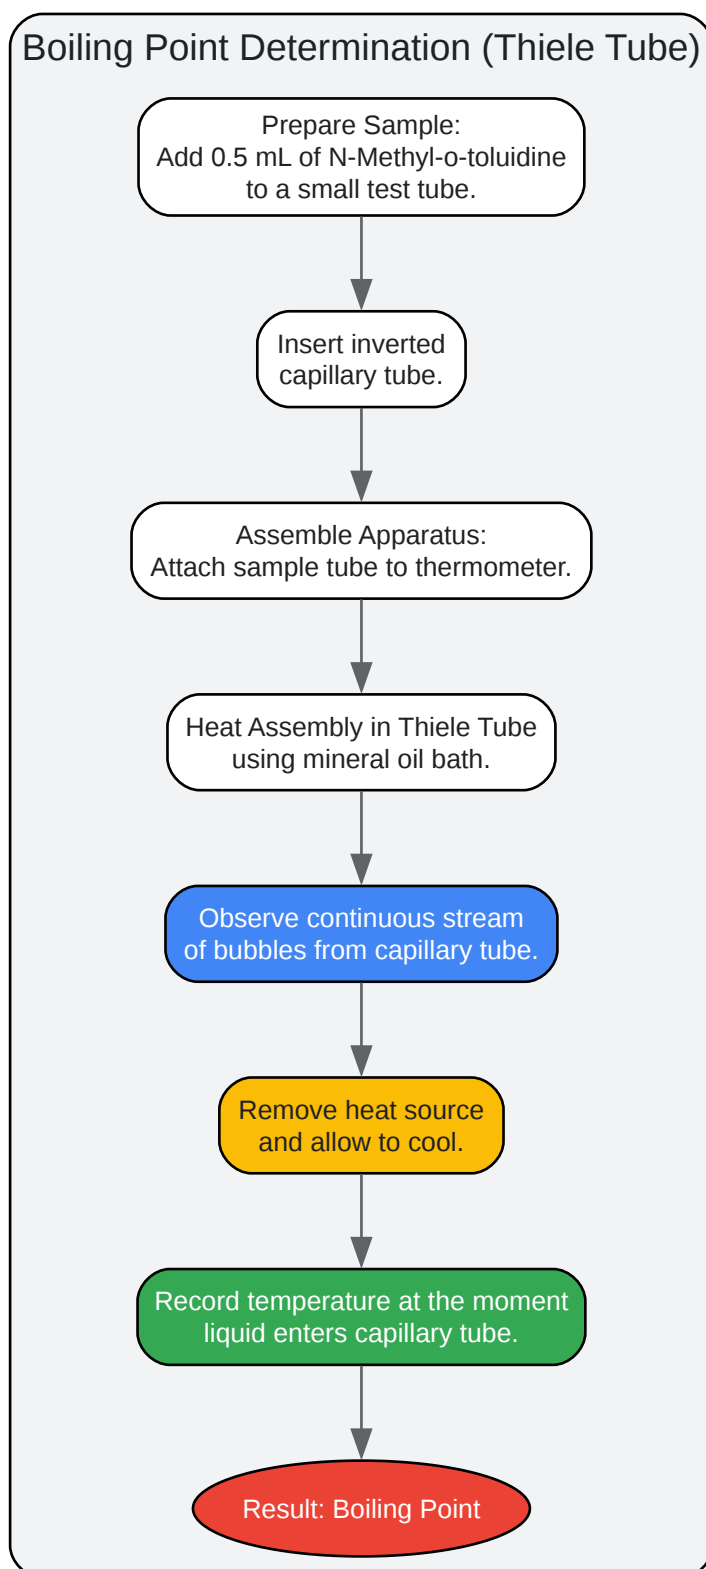 Boiling Point Determination (Thiele Tube)
Prepare Sample:
Add 0.5 mL of N-Methyl-o-toluidine
to a small test tube.
Insert inverted
capillary tube.
Assemble Apparatus:
Attach sample tube to thermometer.
Heat Assembly in Thiele Tube
using mineral oil bath.
Observe continuous stream
of bubbles from capillary tube.
Remove heat source
and allow to cool.
Record temperature at the moment
liquid enters capillary tube.
Result: Boiling Point